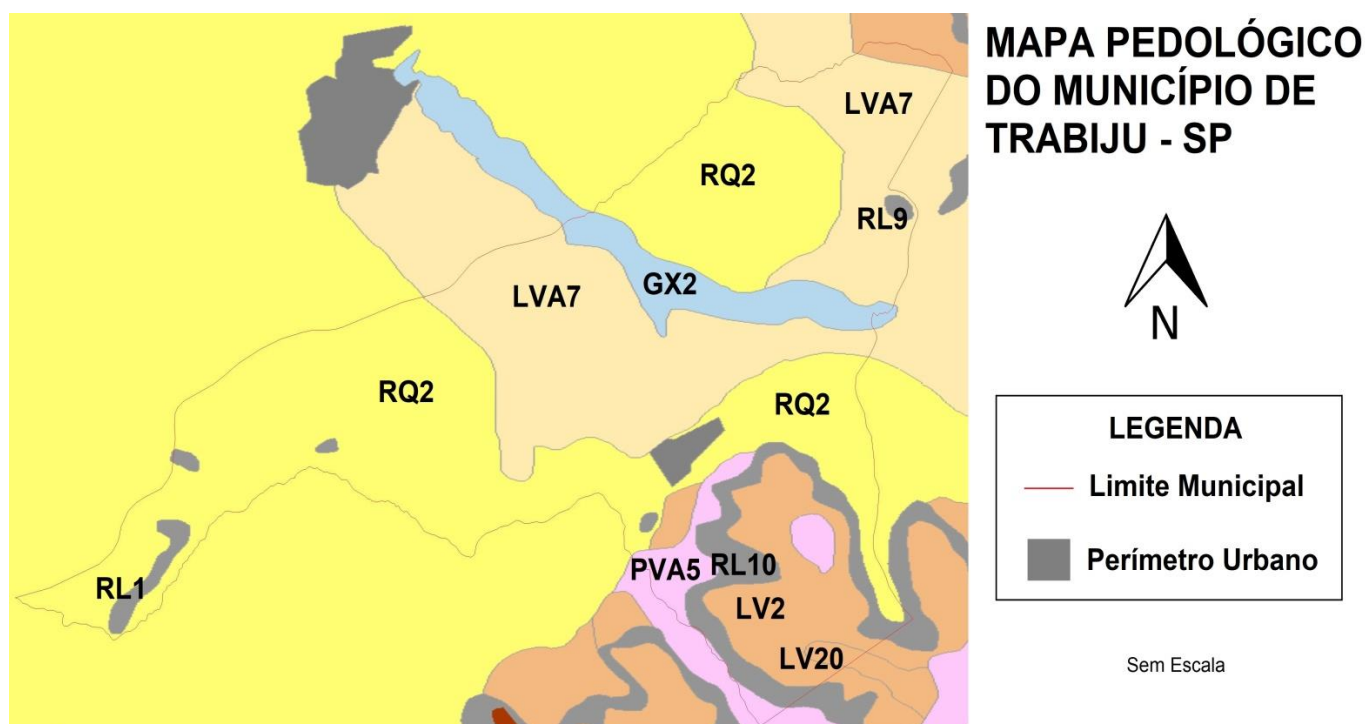 MAPA PEDOLÓGICO
DO MUNICÍPIO DE
TRABIJU - SP
LVA7
RQ2
RL9
GX2
LVA7
RQ2
RQ2
PVA5
RL10
RL1
LV2
LV20
N
LEGENDA
Limite Municipal
Perímetro Urbano
Sem Escala